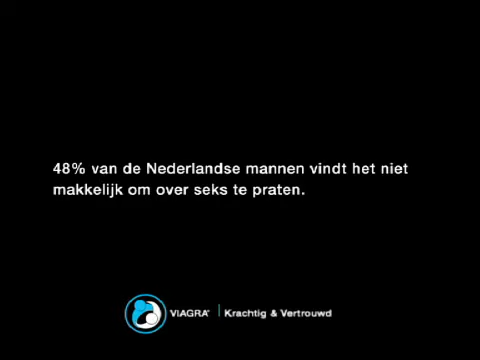 48% van de Nederlandse mannen vindt het niet
makkelijk om over seks te praten.
VIAGRA® | Krachtig & Vertrouwd